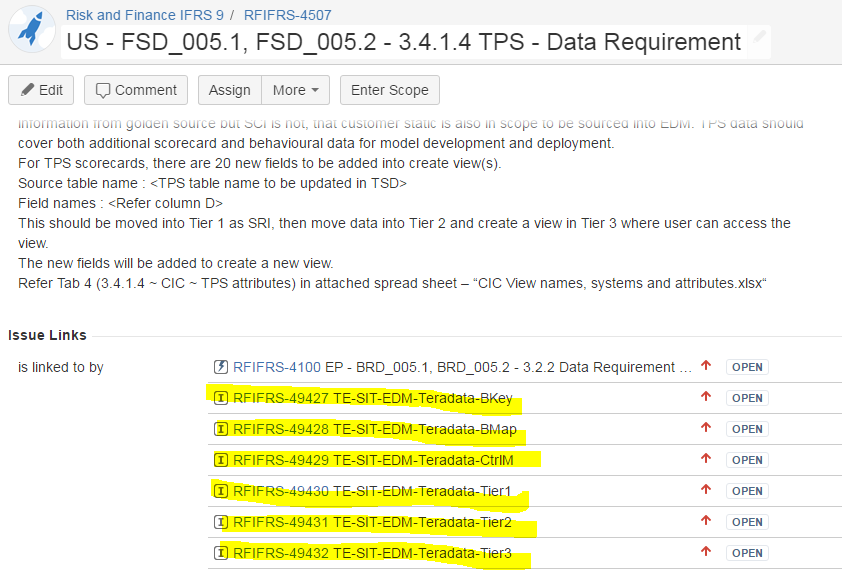 Risk and Finance IFRS 9 / RFIFRS-4507
US - FSD_005.1, FSD_005.2 - 3.4.1.4 TPS - Data Requirement
Edit Comment Assign More Enter Scope
information from golden source but SCI is not, that customer static is also in scope to be sourced into EDM. TPS data should
cover both additional scorecard and behavioural data for model development and deployment.
For TPS scorecards, there are 20 new fields to be added into create view(s).
Source table name : <TPS table name to be updated in TSD>
Field names : <Refer column D>
This should be moved into Tier 1 as SRI, then move data into Tier 2 and create a view in Tier 3 where user can access the
view.
The new fields will be added to create a new view.
Refer Tab 4 (3.4.1.4 ~ CIC ~ TPS attributes) in attached spread sheet – “CIC View names, systems and attributes.xlsx“
Issue Links
is linked to by RFIFRS-4100 EP - BRD_005.1, BRD_005.2 - 3.2.2 Data Requirement ... OPEN
RFIFRS-49427 TE-SIT-EDM-Teradata-BKey OPEN
RFIFRS-49428 TE-SIT-EDM-Teradata-BMap OPEN
RFIFRS-49429 TE-SIT-EDM-Teradata-CtrlM OPEN
RFIFRS-49430 TE-SIT-EDM-Teradata-Tier1 OPEN
RFIFRS-49431 TE-SIT-EDM-Teradata-Tier2 OPEN
RFIFRS-49432 TE-SIT-EDM-Teradata-Tier3 OPEN